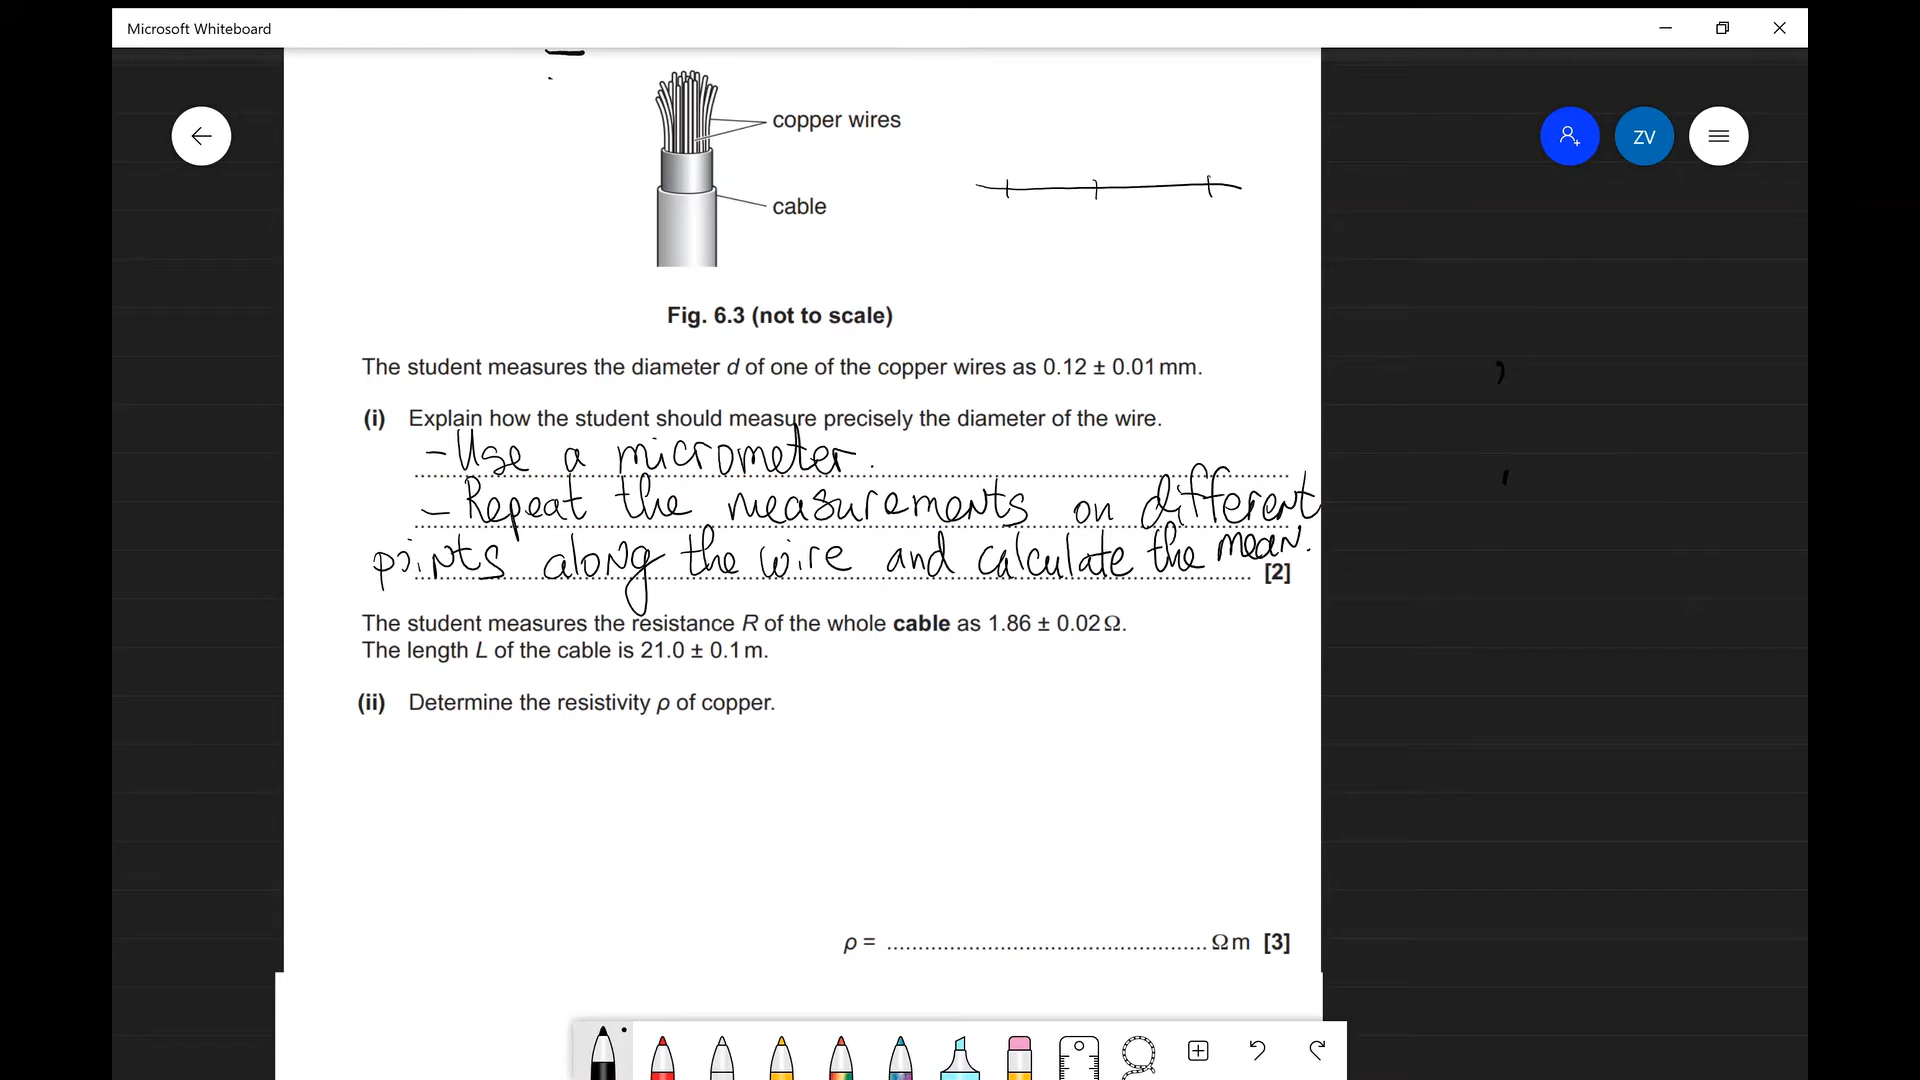 Microsoft Whiteboard
copper wires
cable
ZV
Fig. 6.3 (not to scale)
The student measures the diameter d of one of the copper wires as 0.12 ± 0.01 mm.
(i) Explain how the student should measure precisely the diameter of the wire.
- Use a micrometer.
- Repeat the measurements on different
points along the wire and calculate the mean.
[2]
The student measures the resistance R of the whole cable as 1.86 ± 0.02 Ω.
The length L of the cable is 21.0 ± 0.1 m.
(ii) Determine the resistivity ρ of copper.
ρ = .................................................. Ω m [3]